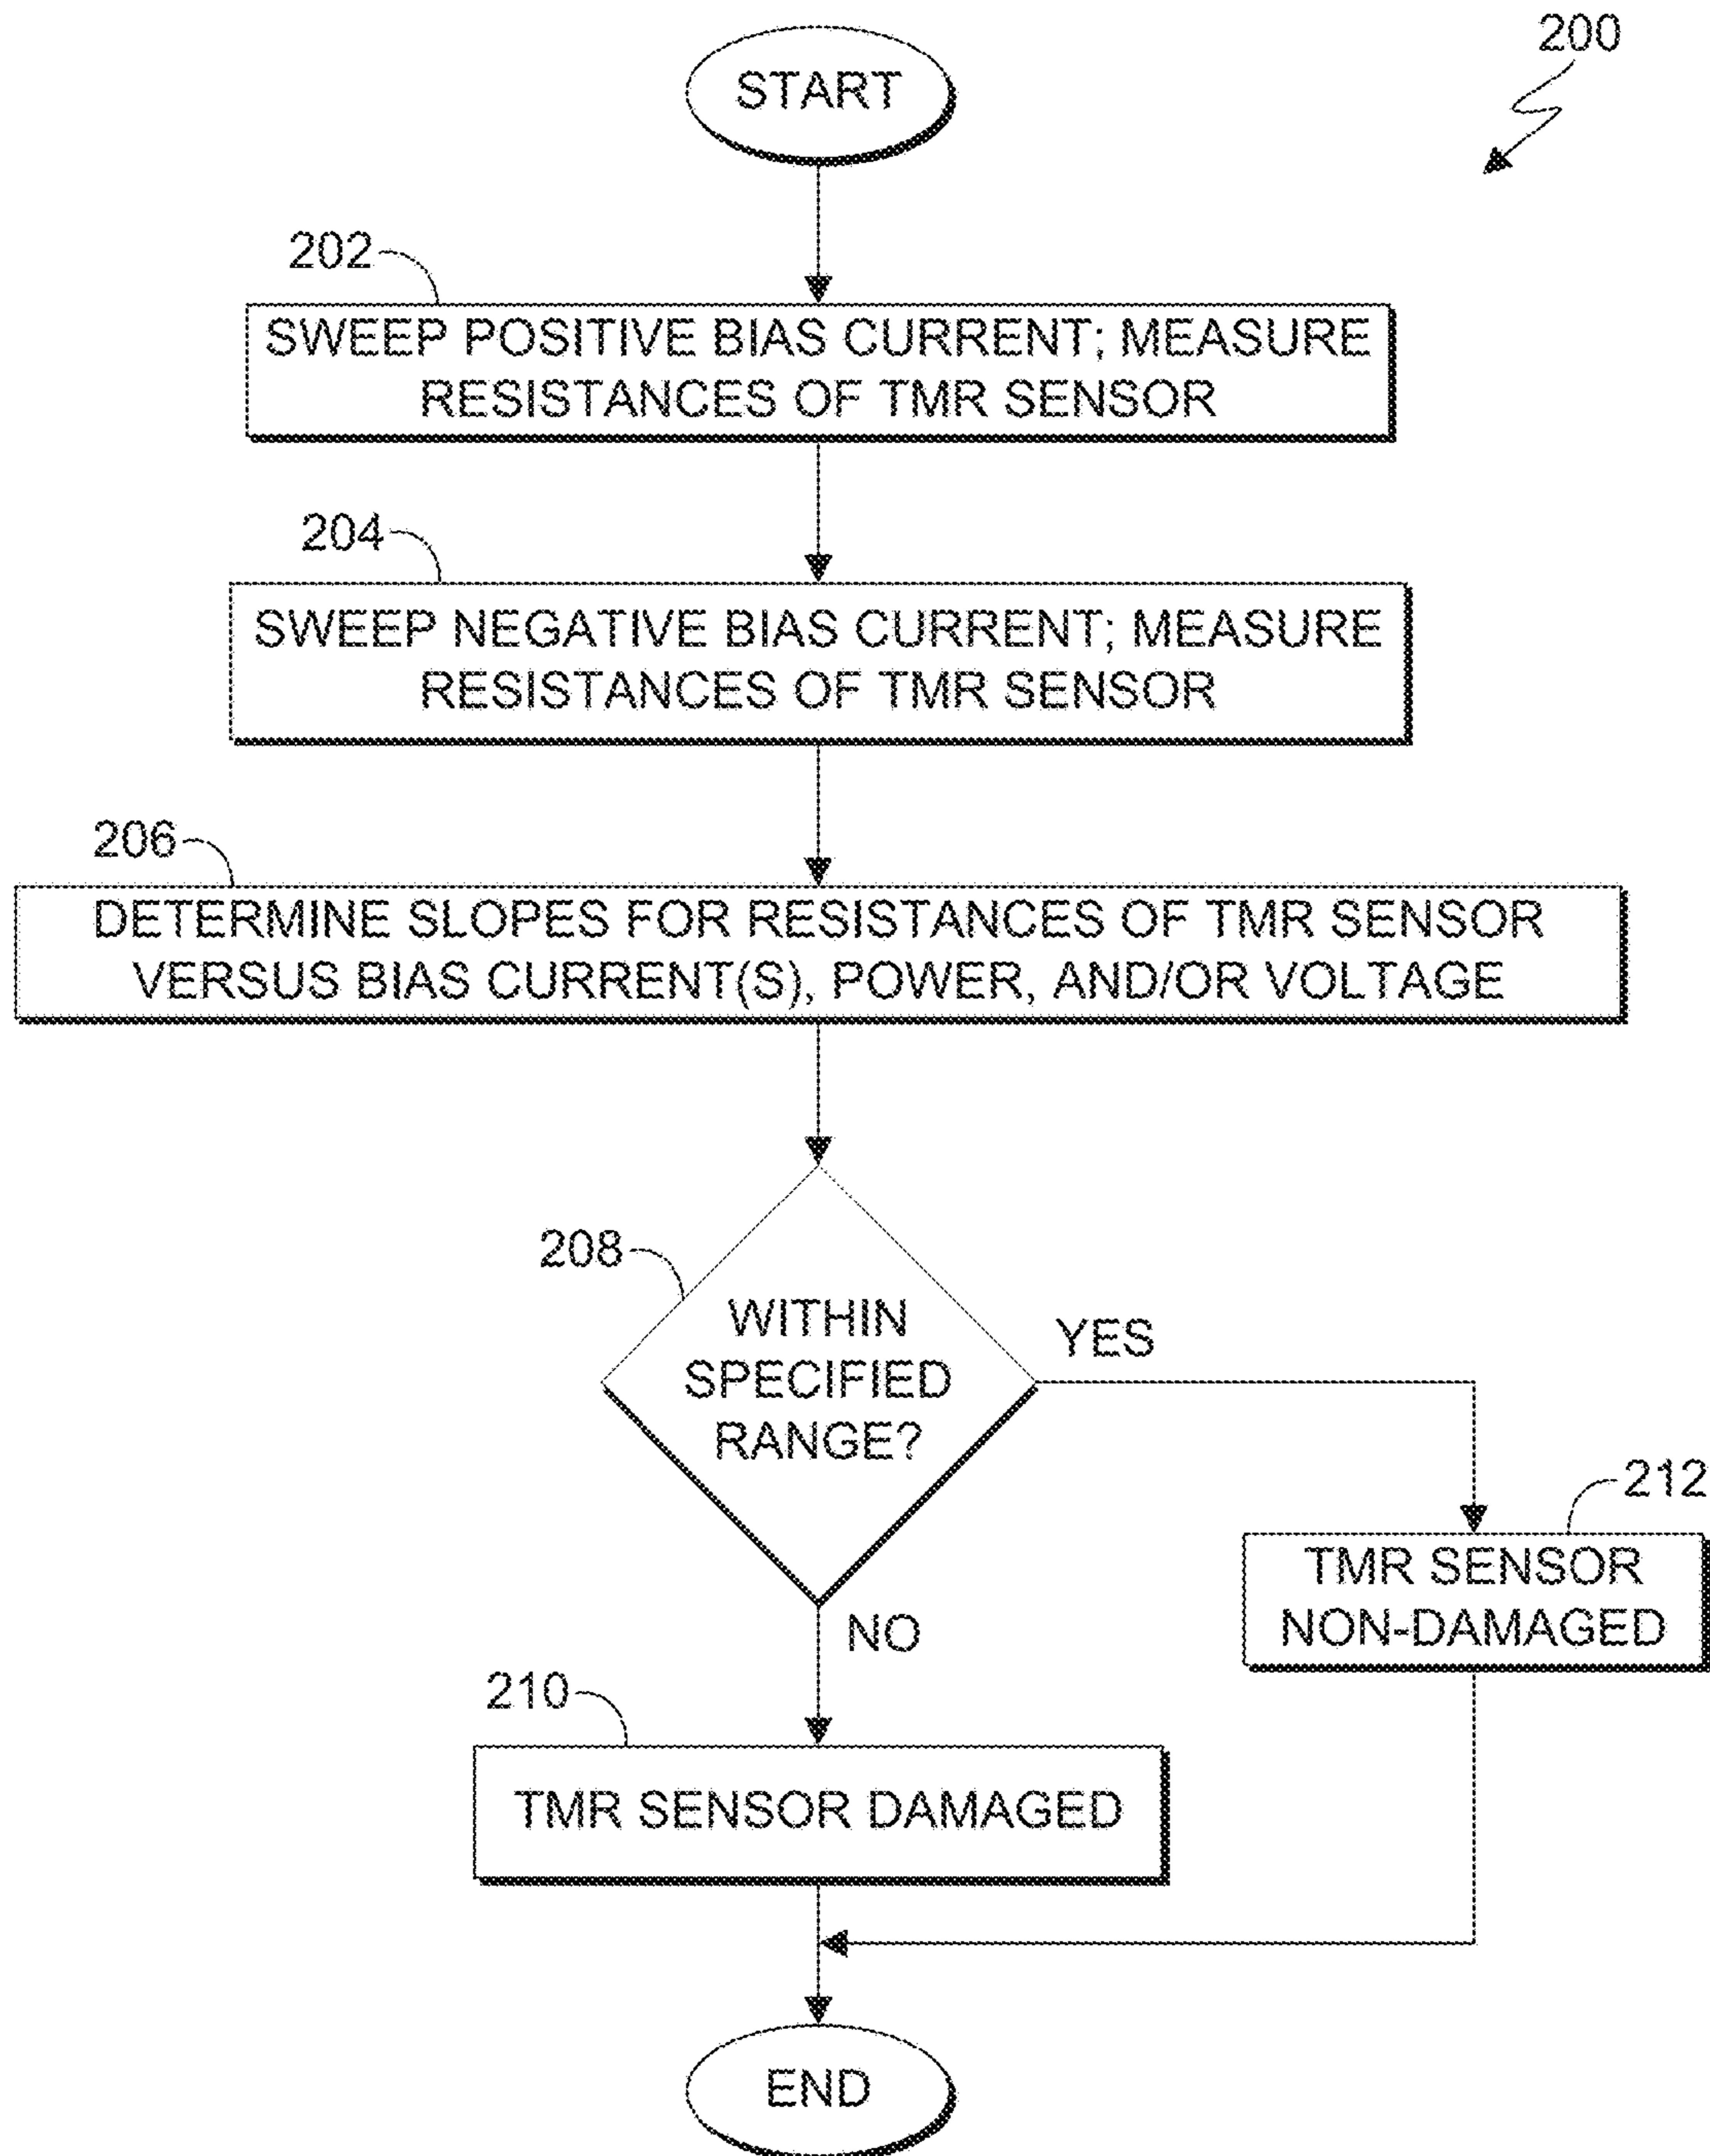 200
START
202
SWEEP POSITIVE BIAS CURRENT; MEASURE
RESISTANCES OF TMR SENSOR
204
SWEEP NEGATIVE BIAS CURRENT; MEASURE
RESISTANCES OF TMR SENSOR
206
DETERMINE SLOPES FOR RESISTANCES OF TMR SENSOR
VERSUS BIAS CURRENT(S), POWER, AND/OR VOLTAGE
208
WITHIN
SPECIFIED
RANGE?
YES
212
TMR SENSOR
NON-DAMAGED
NO
210
TMR SENSOR DAMAGED
END